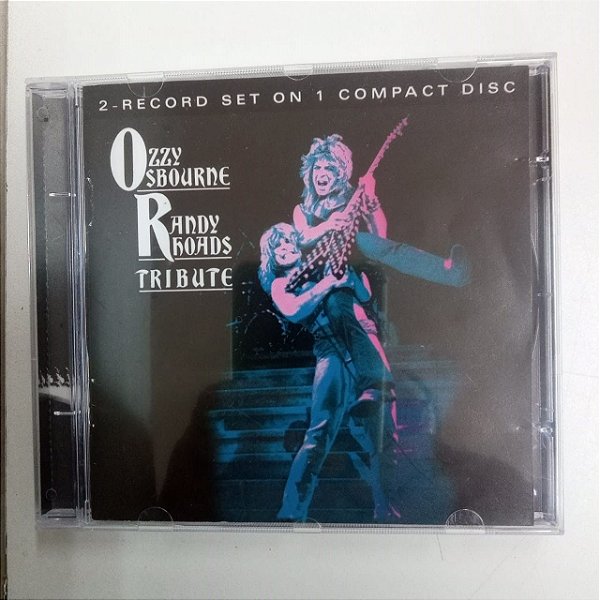 2-RECORD SET ON 1 COMPACT DISC
OZZY
OSBOURNE
RANDY
RHOADS
TRIBUTE